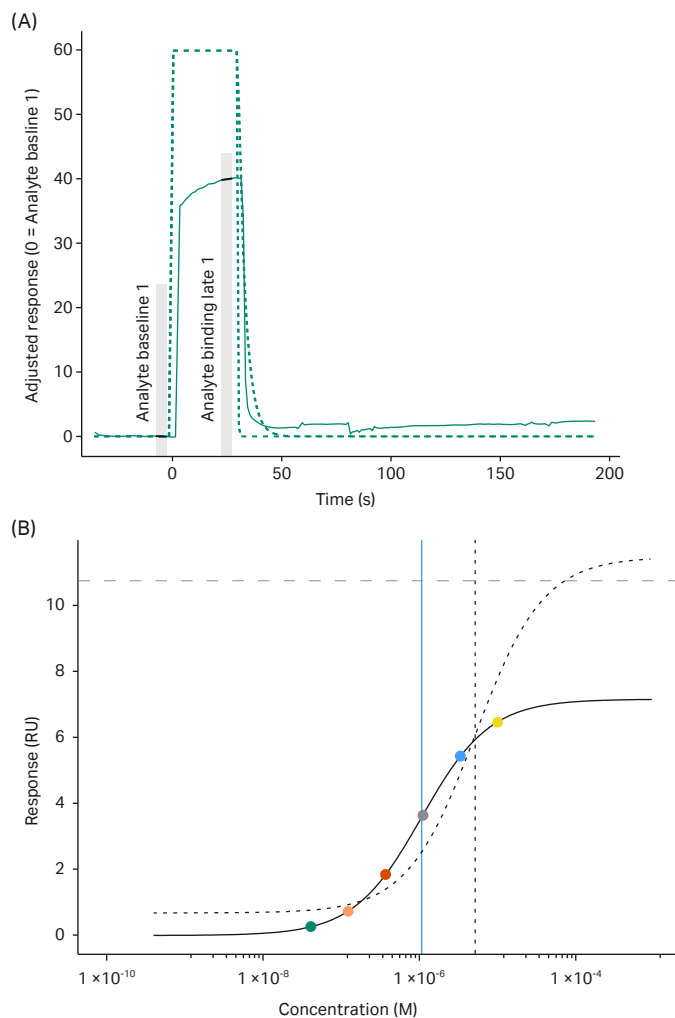 (A)
Adjusted response (0 = Analyte basline 1)
60
50
40
30
20
10
0
Analyte baseline 1
Analyte binding late 1
0
50
100
150
200
Time (s)
(B)
Response (RU)
10
8
6
4
2
0
1 ×10⁻¹⁰
1 ×10⁻⁸
1 ×10⁻⁶
1 ×10⁻⁴
Concentration (M)